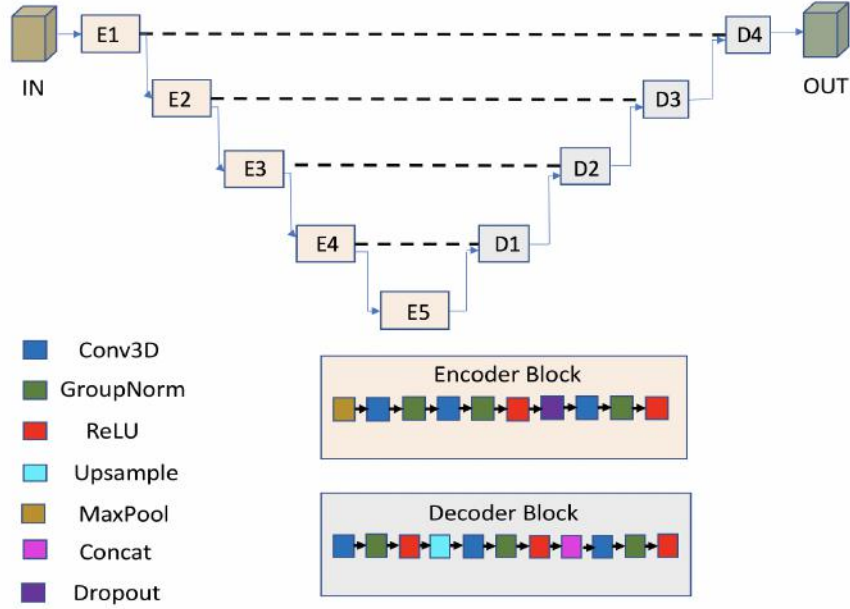 IN
E1
D4
OUT
E2
D3
E3
D2
E4
D1
E5
Conv3D
GroupNorm
ReLU
Upsample
MaxPool
Concat
Dropout
Encoder Block
Decoder Block